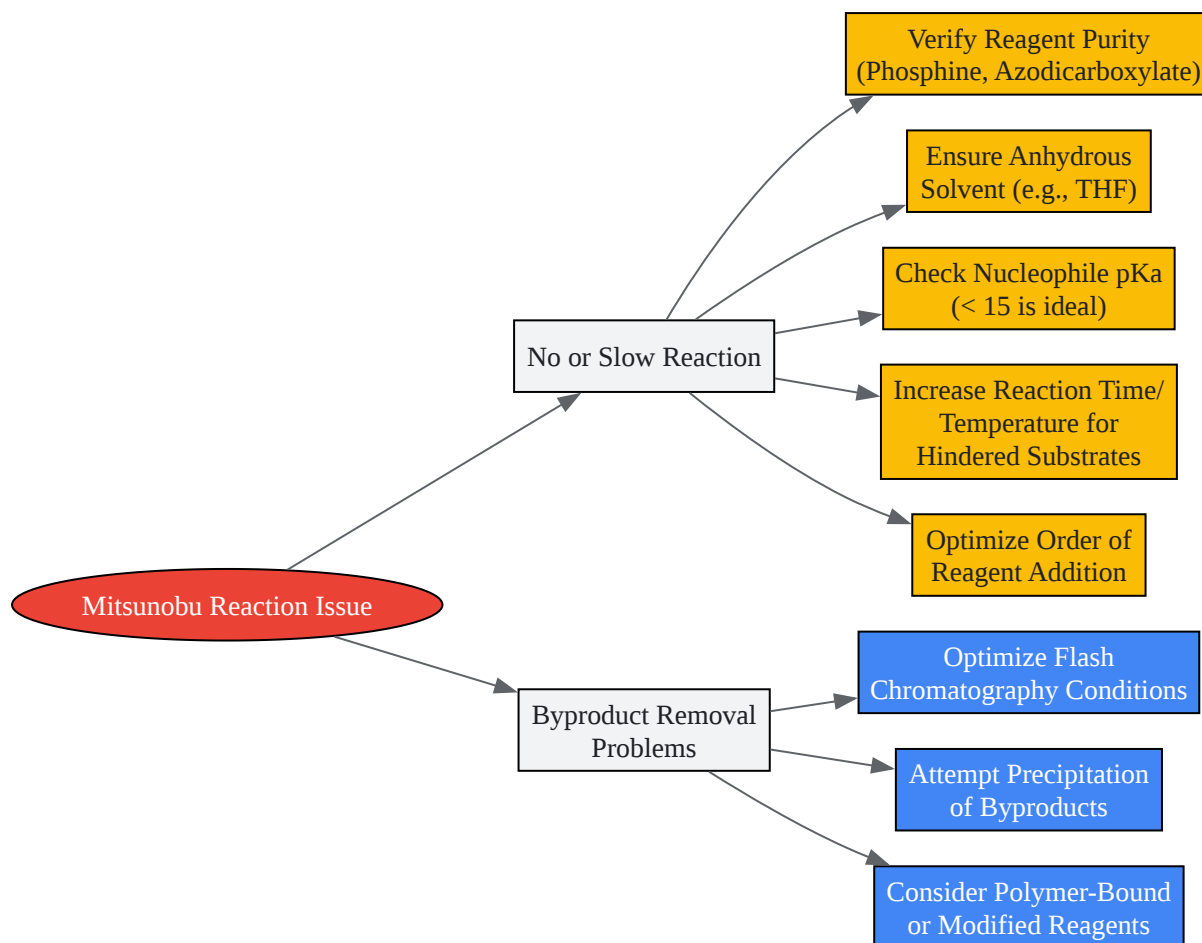 Verify Reagent Purity
(Phosphine, Azodicarboxylate)
Ensure Anhydrous
Solvent (e.g., THF)
Check Nucleophile pKa
(< 15 is ideal)
No or Slow Reaction
Increase Reaction Time/
Temperature for
Hindered Substrates
Optimize Order of
Reagent Addition
Mitsunobu Reaction Issue
Optimize Flash
Chromatography Conditions
Byproduct Removal
Problems
Attempt Precipitation
of Byproducts
Consider Polymer-Bound
or Modified Reagents